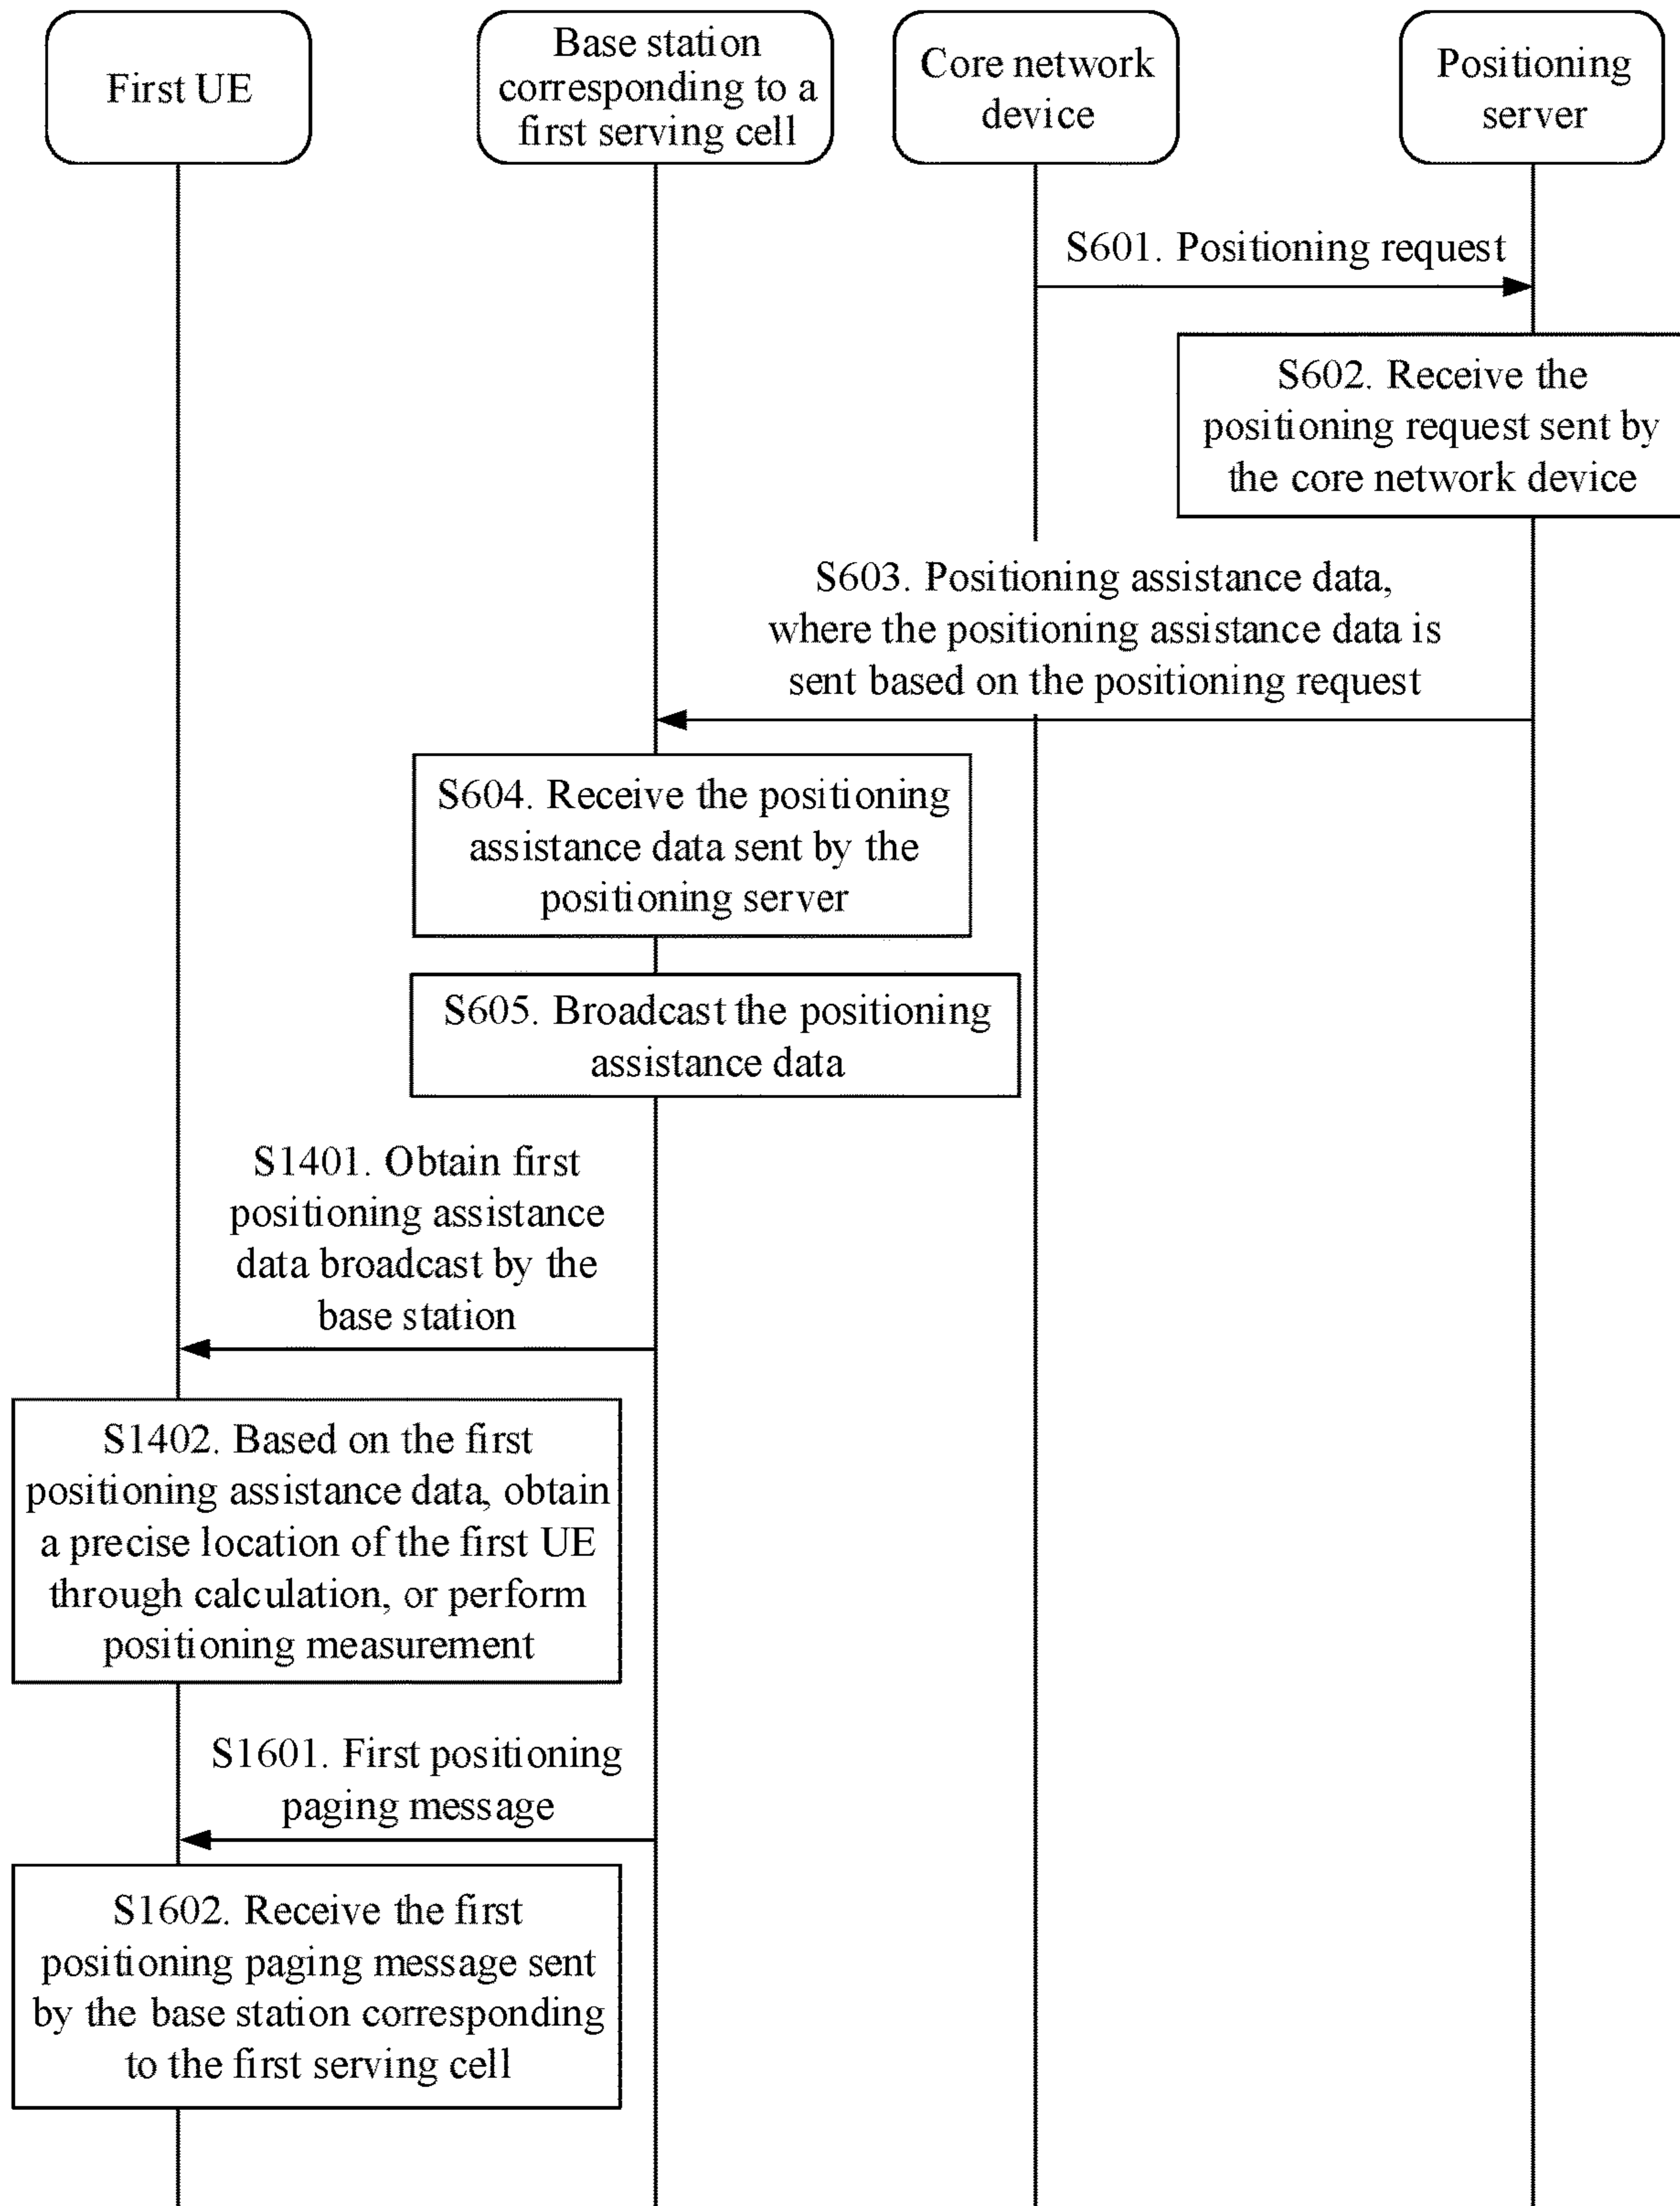 First UE
Base station
corresponding to a
first serving cell
Core network
device
Positioning
server
S601. Positioning request
S602. Receive the
positioning request sent by
the core network device
S603. Positioning assistance data,
where the positioning assistance data is
sent based on the positioning request
S604. Receive the positioning
assistance data sent by the
positioning server
S605. Broadcast the positioning
assistance data
S1401. Obtain first
positioning assistance
data broadcast by the
base station
S1402. Based on the first
positioning assistance data, obtain
a precise location of the first UE
through calculation, or perform
positioning measurement
S1601. First positioning
paging message
S1602. Receive the first
positioning paging message sent
by the base station corresponding
to the first serving cell